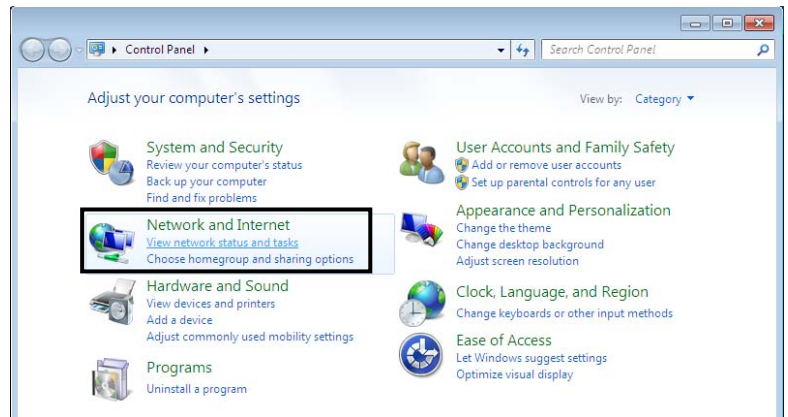 Control Panel
Search Control Panel
Adjust your computer's settings
View by: Category
System and Security
Review your computer's status
Back up your computer
Find and fix problems
Network and Internet
View network status and tasks
Choose homegroup and sharing options
Hardware and Sound
View devices and printers
Add a device
Adjust commonly used mobility settings
Programs
Uninstall a program
User Accounts and Family Safety
Add or remove user accounts
Set up parental controls for any user
Appearance and Personalization
Change the theme
Change desktop background
Adjust screen resolution
Clock, Language, and Region
Change keyboards or other input methods
Ease of Access
Let Windows suggest settings
Optimize visual display